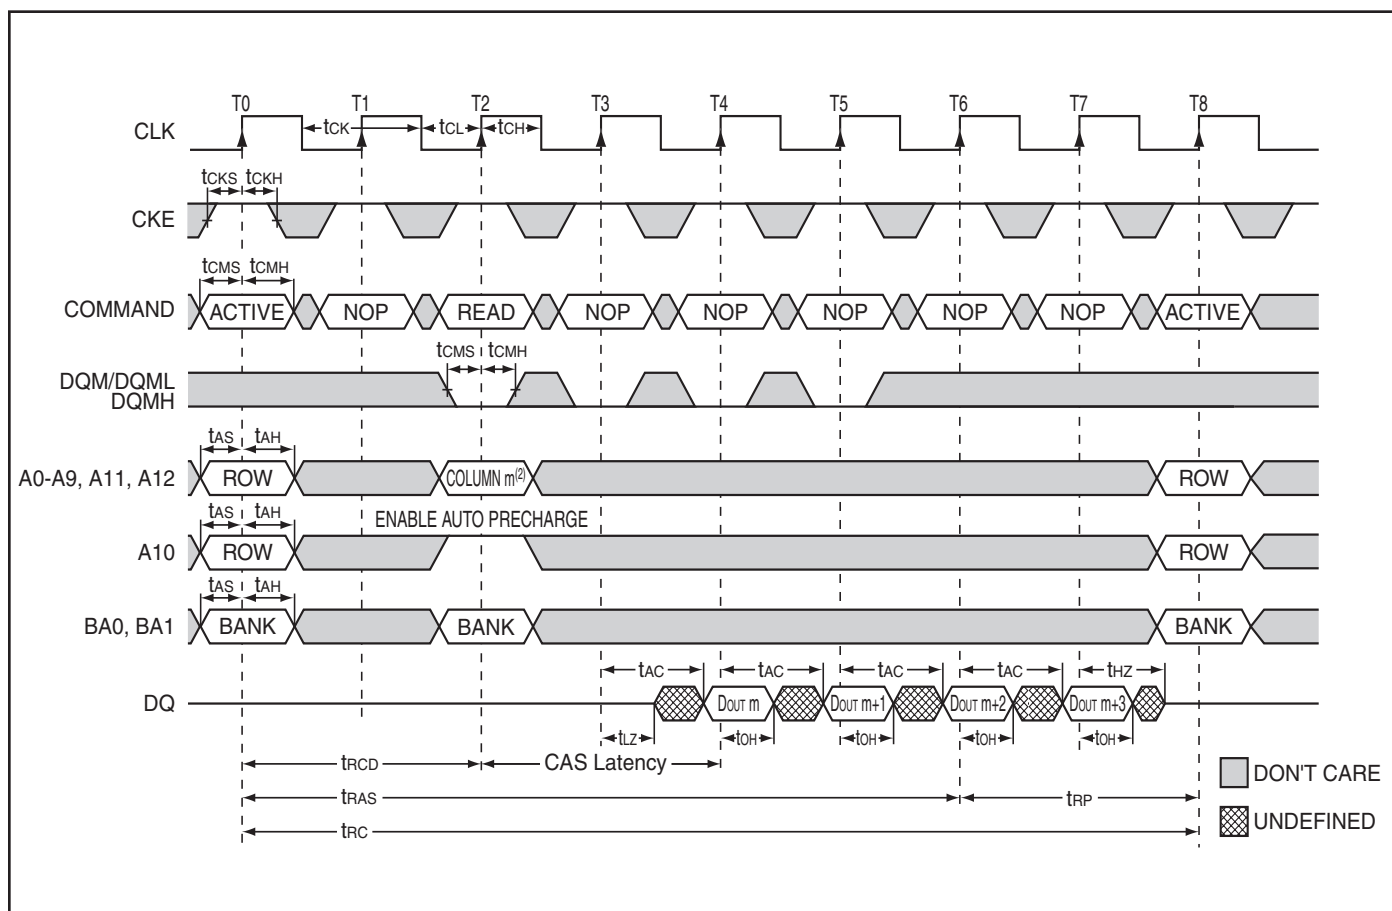 T0 T1 T2 T3 T4 T5 T6 T7 T8
CLK tCK tCL tCH
tCKS tCKH
CKE
tCMS tCMH
COMMAND ACTIVE NOP READ NOP NOP NOP NOP NOP ACTIVE
tCMS tCMH
DQM/DQML
DQMH
tAS tAH
A0-A9, A11, A12 ROW COLUMN m(2) ROW
tAS tAH ENABLE AUTO PRECHARGE
A10 ROW ROW
tAS tAH
BA0, BA1 BANK BANK BANK
tAC tAC tAC tAC tHZ
DQ DOUT m DOUT m+1 DOUT m+2 DOUT m+3
tLZ tOH tOH tOH tOH
tRCD CAS Latency
DON'T CARE
tRAS tRP
UNDEFINED
tRC